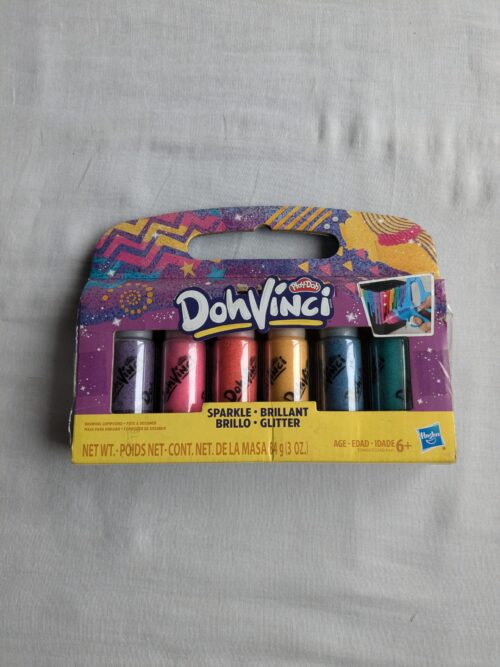 Play-Doh
DohVinci
SPARKLE • BRILLANT
BRILLO • GLITTER
NET WT.-POIDS NET-CONT. NET. DE LA MASA 84 g (3 OZ.)
AGE • EDAD • IDADE 6+
Hasbro